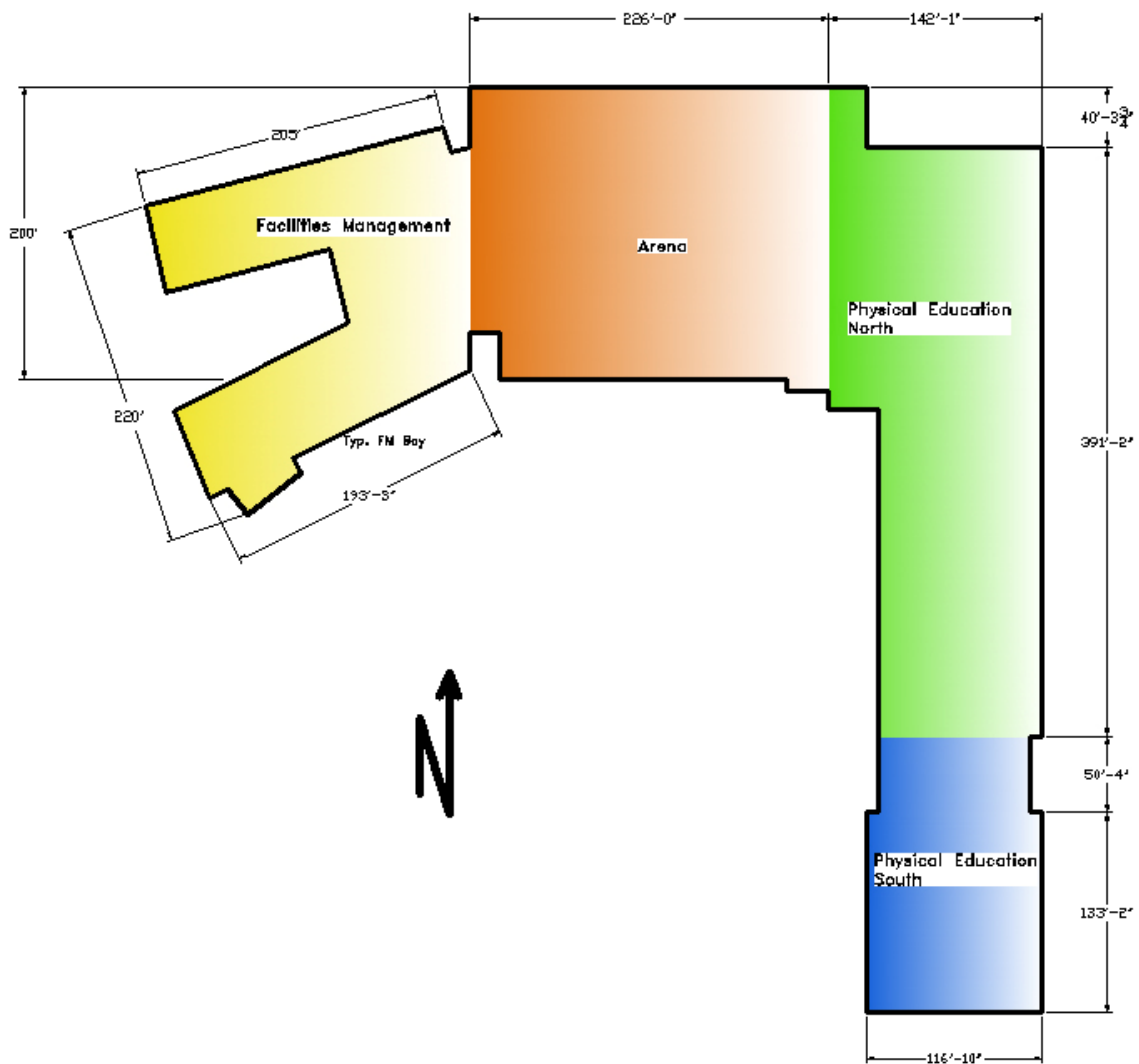 226'-0"
142'-1"
40'-3¾"
205'
200'
Facilities Management
Arena
Physical Education
North
220'
Typ. FM Bay
391'-2"
193'-3"
N
50'-4"
Physical Education
South
133'-2"
116'-10"